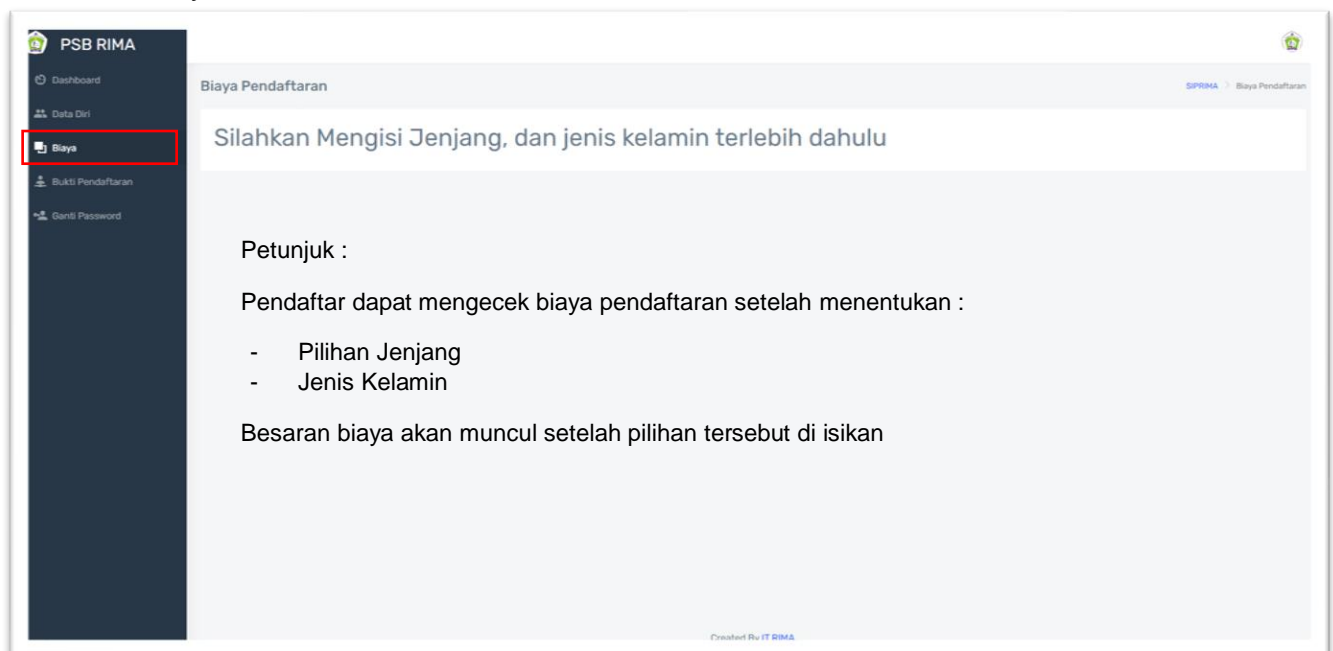 PSB RIMA
Dashboard
Data Diri
Biaya
Bukti Pendaftaran
Ganti Password
Biaya Pendaftaran
SIPRIMA > Biaya Pendaftaran
Silahkan Mengisi Jenjang, dan jenis kelamin terlebih dahulu
Petunjuk :
Pendaftar dapat mengecek biaya pendaftaran setelah menentukan :
- Pilihan Jenjang
- Jenis Kelamin
Besaran biaya akan muncul setelah pilihan tersebut di isikan
Created By IT RIMA